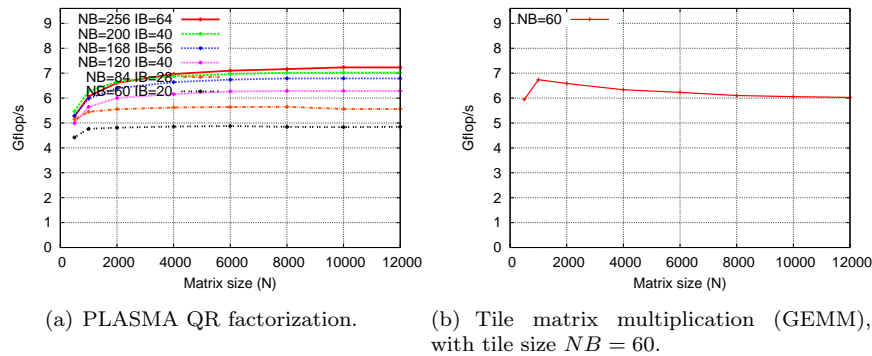 NB=256 IB=64
NB=200 IB=40
NB=168 IB=56
NB=120 IB=40
NB=84 IB=28
NB=60 IB=20
9
8
7
6
5
4
3
2
1
0
Gflop/s
0 2000 4000 6000 8000 10000 12000
Matrix size (N)
(a) PLASMA QR factorization.
NB=60
9
8
7
6
5
4
3
2
1
0
Gflop/s
0 2000 4000 6000 8000 10000 12000
Matrix size (N)
(b) Tile matrix multiplication (GEMM),
with tile size NB = 60.